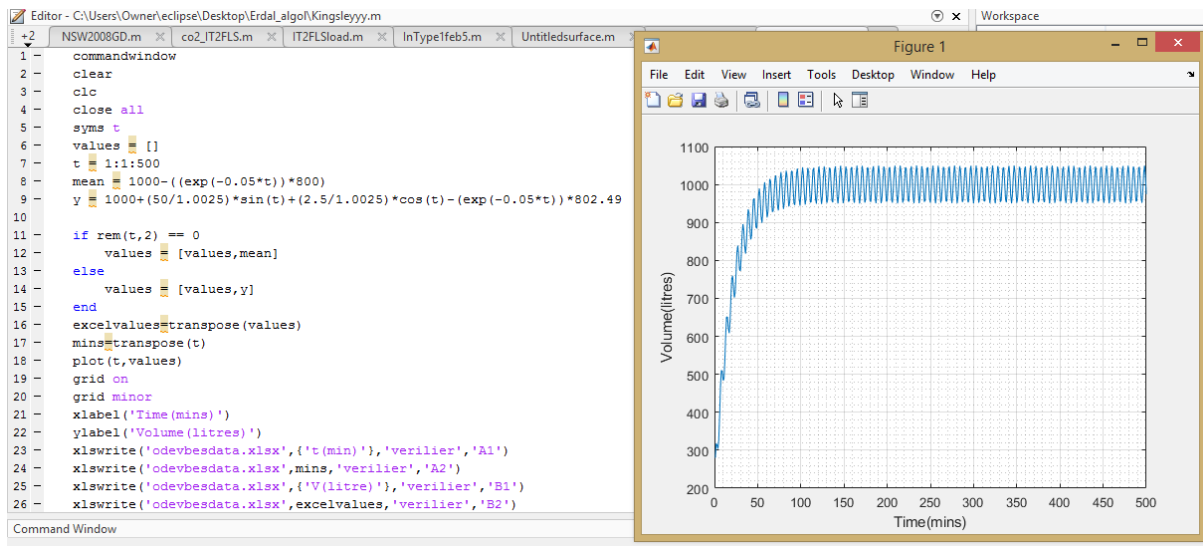 Editor - C:\Users\Owner\eclipse\Desktop\Erdal_algol\Kingsleyyy.m
Workspace
+2 NSW2008GD.m co2_IT2FLS.m IT2FLSload.m InType1feb5.m Untitledsurface.m
1 - commandwindow
2 - clear
3 - clc
4 - close all
5 - syms t
6 - values = []
7 - t = 1:1:500
8 - mean = 1000-((exp(-0.05*t))*800)
9 - y = 1000+(50/1.0025)*sin(t)+(2.5/1.0025)*cos(t)-(exp(-0.05*t))*802.49
10
11 - if rem(t,2) == 0
12 - values = [values,mean]
13 - else
14 - values = [values,y]
15 - end
16 - excelvalues=transpose(values)
17 - mins=transpose(t)
18 - plot(t,values)
19 - grid on
20 - grid minor
21 - xlabel('Time(mins)')
22 - ylabel('Volume(litres)')
23 - xlswrite('odevbesdata.xlsx',{'t(min)'},'verilier','A1')
24 - xlswrite('odevbesdata.xlsx',mins,'verilier','A2')
25 - xlswrite('odevbesdata.xlsx',{'V(litre)'},'verilier','B1')
26 - xlswrite('odevbesdata.xlsx',excelvalues,'verilier','B2')
Command Window
Figure 1
File Edit View Insert Tools Desktop Window Help
1100
1000
900
800
700
600
500
400
300
200
Volume(litres)
0 50 100 150 200 250 300 350 400 450 500
Time(mins)